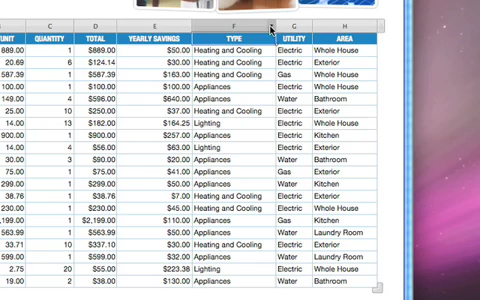 C D E F G H
UNIT QUANTITY TOTAL YEARLY SAVINGS TYPE UTILITY AREA
889.00 1 $889.00 $50.00 Heating and Cooling Electric Whole House
20.69 6 $124.14 $30.00 Heating and Cooling Electric Exterior
587.39 1 $587.39 $163.00 Heating and Cooling Gas Whole House
100.00 1 $100.00 $100.00 Appliances Electric Whole House
149.00 4 $596.00 $640.00 Appliances Water Bathroom
25.00 10 $250.00 $37.00 Heating and Cooling Electric Exterior
14.00 13 $182.00 $164.25 Lighting Electric Whole House
900.00 1 $900.00 $257.00 Appliances Electric Kitchen
14.00 4 $56.00 $63.00 Lighting Electric Exterior
30.00 3 $90.00 $20.00 Appliances Water Bathroom
75.00 1 $75.00 $41.00 Appliances Gas Exterior
299.00 1 $299.00 $50.00 Appliances Water Kitchen
38.76 1 $38.76 $7.00 Heating and Cooling Electric Exterior
230.00 1 $230.00 $45.00 Heating and Cooling Electric Whole House
,199.00 1 $2,199.00 $110.00 Appliances Gas Kitchen
563.99 1 $563.99 $50.00 Appliances Water Laundry Room
33.71 10 $337.10 $30.00 Heating and Cooling Electric Exterior
599.00 1 $599.00 $32.00 Appliances Water Laundry Room
2.75 20 $55.00 $223.38 Lighting Electric Whole House
19.00 2 $38.00 $130.00 Appliances Water Bathroom